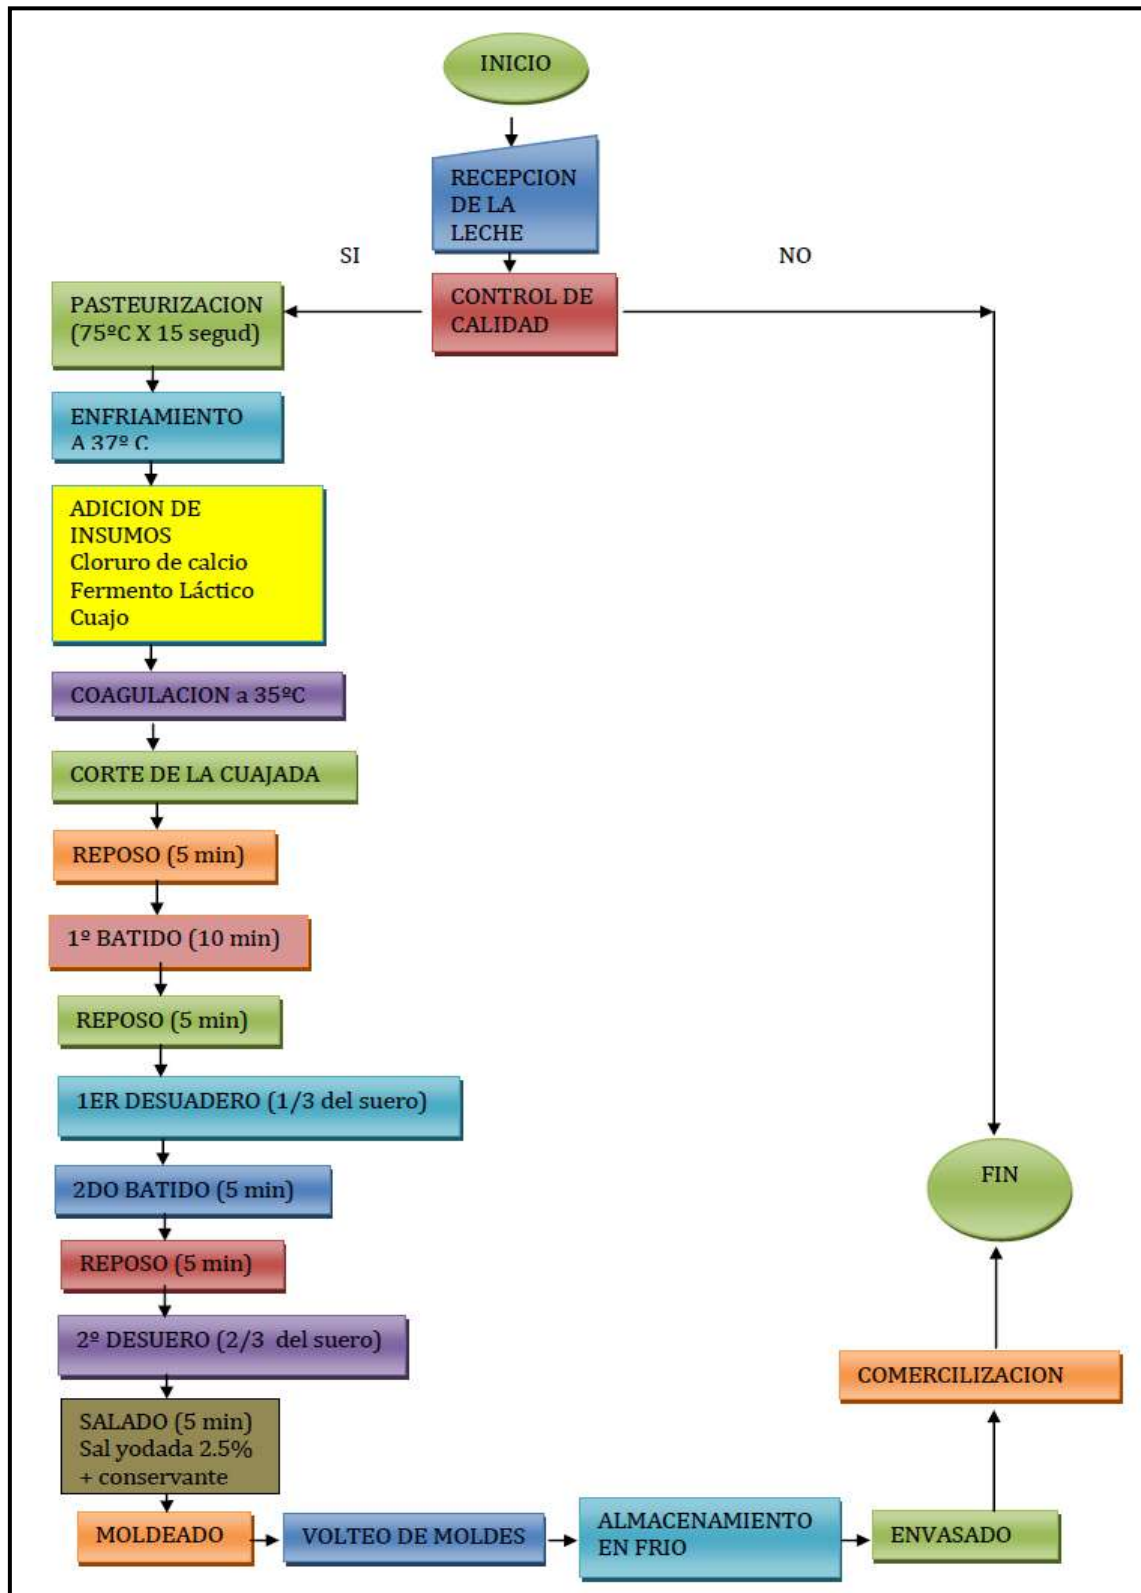 INICIO
RECEPCION
DE LA
LECHE
SI
NO
CONTROL DE
CALIDAD
PASTEURIZACION
(75ºC X 15 segud)
ENFRIAMIENTO
A 37º C
ADICION DE
INSUMOS
Cloruro de calcio
Fermento Láctico
Cuajo
COAGULACION a 35ºC
CORTE DE LA CUAJADA
REPOSO (5 min)
1º BATIDO (10 min)
REPOSO (5 min)
1ER DESUADERO (1/3 del suero)
2DO BATIDO (5 min)
REPOSO (5 min)
2º DESUERO (2/3 del suero)
SALADO (5 min)
Sal yodada 2.5%
+ conservante
MOLDEADO
VOLTEO DE MOLDES
ALMACENAMIENTO
EN FRIO
ENVASADO
COMERCILIZACION
FIN